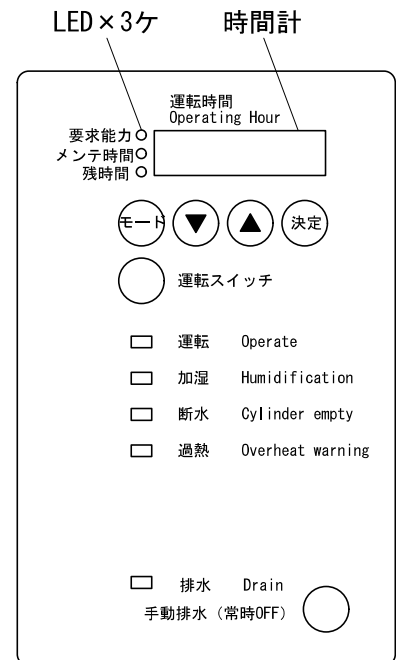 LED×3ケ 時間計
運転時間
Operating Hour
要求能力
メンテ時間
残時間
モード ▼ ▲ 決定
運転スイッチ
運転 Operate
加湿 Humidification
断水 Cylinder empty
過熱 Overheat warning
排水 Drain
手動排水（常時OFF）